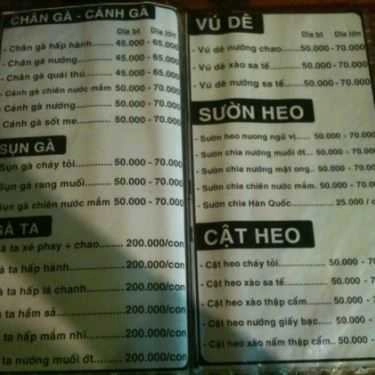 CHÂN GÀ - CÁNH GÀ
Dĩa bt Dĩa lớn
- Chân gà hấp hành 45.000 - 65.000
- Chân gà nướng 45.000 - 65.000
- Chân gà quái thú 45.000 - 65.000
- Cánh gà chiên nước mắm 50.000 - 70.000
- Cánh gà nướng 50.000 - 70.000
- Cánh gà sốt me 50.000 - 70.000
SỤN GÀ
Sụn gà cháy tỏi 50.000 - 70.000
Sụn gà rang muối 50.000 - 70.000
Sụn gà chiên nước mắm 50.000 - 70.000
GÀ TA
à ta xé phay + cháo 200.000/con
à ta hấp hành 200.000/con
à ta hấp lá chanh 200.000/con
à ta hầm sả 200.000/con
ta hấp mắm nhĩ 200.000/con
ta nướng muối ớt 200.000/con
VÚ DÊ
Dĩa bt Dĩa lớn
- Vú dê nướng chao 50.000 - 70.000
- Vú dê xào sa tế 50.000 - 70.000
- Vú dê nướng sa tế 50.000 - 70.000
SƯỜN HEO
- Sườn heo nướng ngũ vị 50.000 - 70.000
- Sườn chìa nướng muối ớt 50.000 - 70.000
- Sườn chìa nướng mật ong 50.000 - 70.000
- Sườn chìa chiên nước mắm. 50.000 - 70.000
- Sườn chìa Hàn Quốc 25.000 /
CẬT HEO
- Cật heo cháy tỏi 50.000 - 70.
- Cật heo xào sa tế 50.000 - 70
- Cật heo xào thập cẩm 50.000 - 70
- Cật heo nướng giấy bạc 50.000 - 70
- Cật heo xào nấm thập cẩm 50.000 -